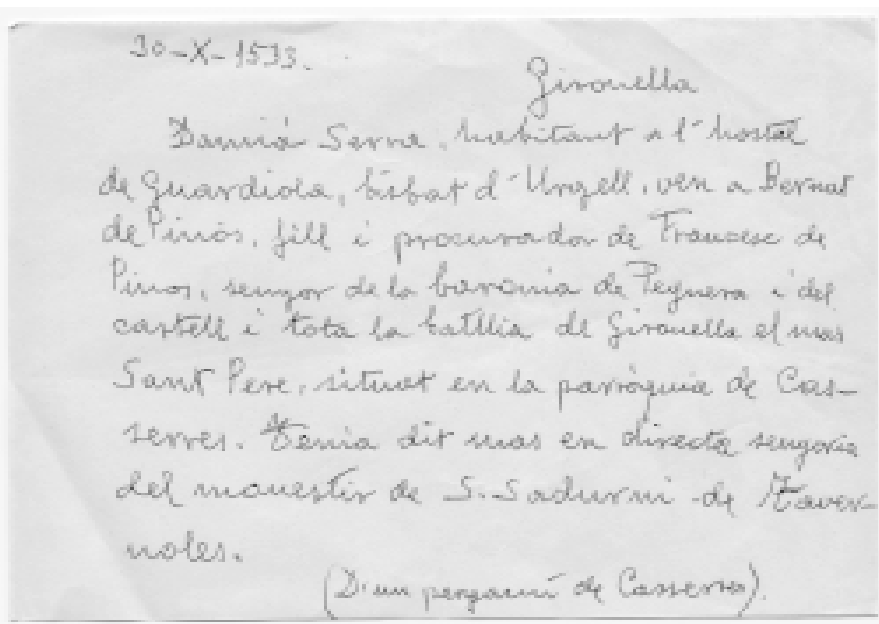 30-X-1533.
Gironella
Damiá Serra, habitant a l'hostal
de Guardiola, bisbat d'Urgell, ven a Bernat
de Pinós, fill i procurador de Francesc de
Pinos, senyor de la baronia de Peguera i del
castell i tota la batllia de Gironella el mas
Sant Pere, situat en la parròquia de Cas-
serres. Tenia dit mas en directa senyoria
del monestir de S. Sadurní de Taver-
noles.
(D'un pergamí de Casserres).